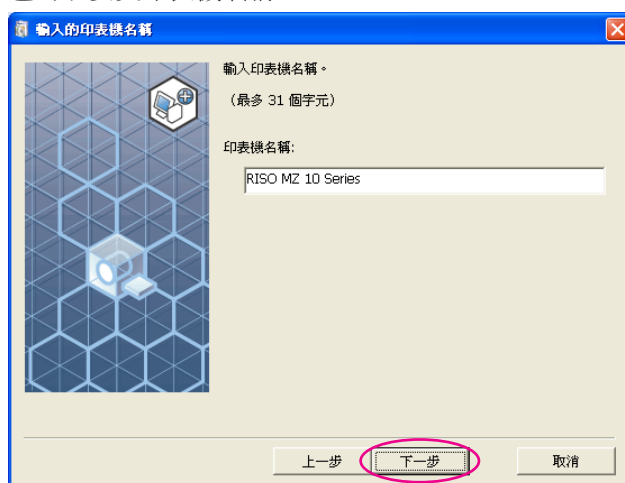 輸入的印表機名稱
輸入印表機名稱。
（最多 31 個字元）
印表機名稱:
RISO MZ 10 Series
上一步
下一步
取消